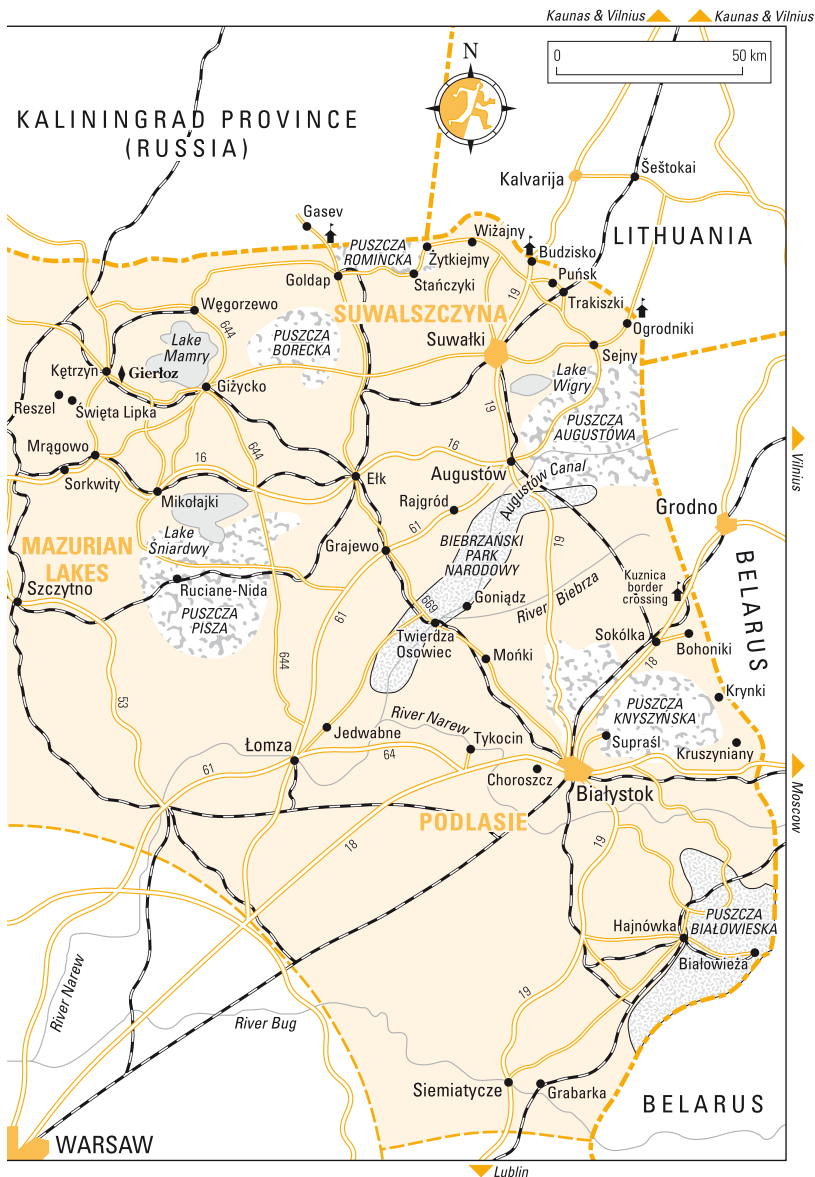 Kaunas & Vilnius
Kaunas & Vilnius
0
50 km
N
KALININGRAD PROVINCE
(RUSSIA)
Kalvarija
Šeštokai
Gasev
LITHUANIA
Wiżajny
PUSZCZA
ROMINCKA
Żytkiejmy
Budzisko
Goldap
Stańczyki
Puńsk
19
Trakiszki
Węgorzewo
SUWALSZCZYNA
Ogrodniki
644
Lake
Mamry
PUSZCZA
BORECKA
Suwałki
Sejny
Kętrzyn
Gierłoz
Lake
Wigry
Giżycko
Reszel
Święta Lipka
19
PUSZCZA
AUGUSTÓWA
Mrągowo
16
644
16
Vilnius
Sorkwity
Ełk
Augustów
Augustów Canal
Mikołajki
Rajgród
Grodno
Lake
Śniardwy
61
MAZURIAN
LAKES
Grajewo
BIEBRZAŃSKI
PARK
NARODOWY
19
BELARUS
Szczytno
Ruciane-Nida
Kuznica
border
crossing
PUSZCZA
PISZA
61
669
Goniądz
River Biebrza
Twierdza
Osowiec
Sokólka
Bohoniki
644
Mońki
18
53
Krynki
PUSZCZA
KNYSZYŃSKA
River Narew
Jedwabne
Tykocin
Supraśl
Łomza
64
Kruszyniany
61
Choroszcz
Białystok
Moscow
PODLASIE
18
19
PUSZCZA
BIAŁOWIESKA
Hajnówka
Białowieża
River Narew
19
River Bug
Siemiatycze
Grabarka
BELARUS
WARSAW
Lublin